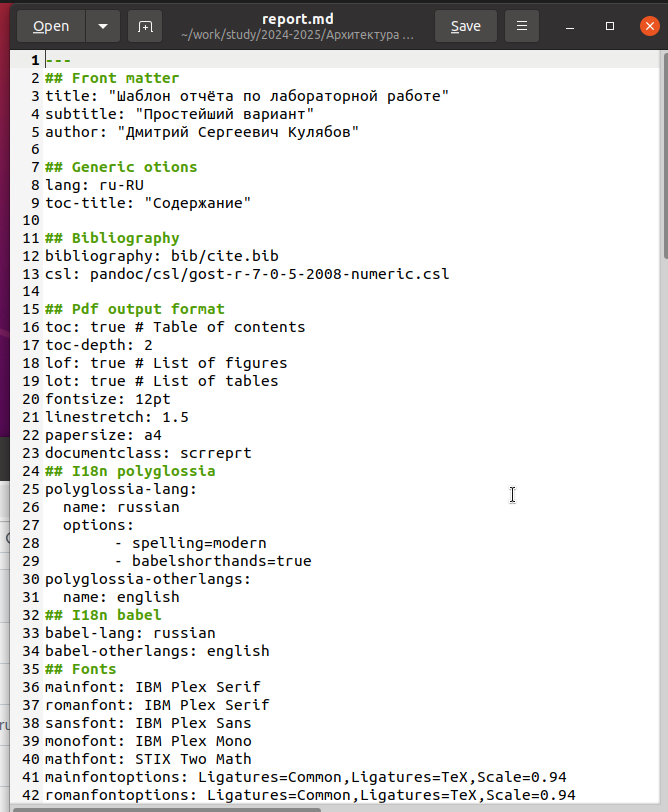 Open
report.md
~/work/study/2024-2025/Архитектура ...
Save
1 ---
2 ## Front matter
3 title: "Шаблон отчёта по лабораторной работе"
4 subtitle: "Простейший вариант"
5 author: "Дмитрий Сергеевич Кулябов"
6
7 ## Generic otions
8 lang: ru-RU
9 toc-title: "Содержание"
10
11 ## Bibliography
12 bibliography: bib/cite.bib
13 csl: pandoc/csl/gost-r-7-0-5-2008-numeric.csl
14
15 ## Pdf output format
16 toc: true # Table of contents
17 toc-depth: 2
18 lof: true # List of figures
19 lot: true # List of tables
20 fontsize: 12pt
21 linestretch: 1.5
22 papersize: a4
23 documentclass: scrreprt
24 ## I18n polyglossia
25 polyglossia-lang:
26   name: russian
27   options:
28         - spelling=modern
29         - babelshorthands=true
30 polyglossia-otherlangs:
31   name: english
32 ## I18n babel
33 babel-lang: russian
34 babel-otherlangs: english
35 ## Fonts
36 mainfont: IBM Plex Serif
37 romanfont: IBM Plex Serif
38 sansfont: IBM Plex Sans
39 monofont: IBM Plex Mono
40 mathfont: STIX Two Math
41 mainfontoptions: Ligatures=Common,Ligatures=TeX,Scale=0.94
42 romanfontoptions: Ligatures=Common,Ligatures=TeX,Scale=0.94